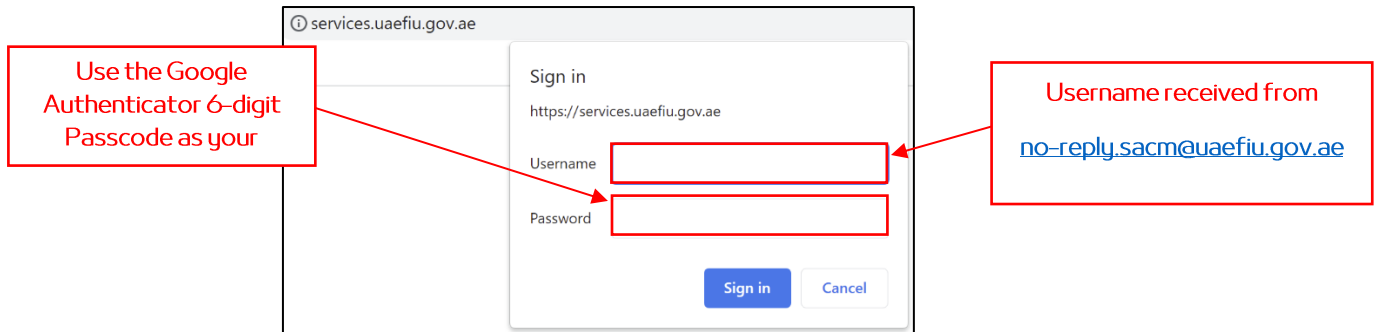 services.uaefiu.gov.ae
Use the Google
Authenticator 6-digit
Passcode as your
Sign in
https://services.uaefiu.gov.ae
Username
Password
Sign in
Cancel
Username received from
no-reply.sacm@uaefiu.gov.ae